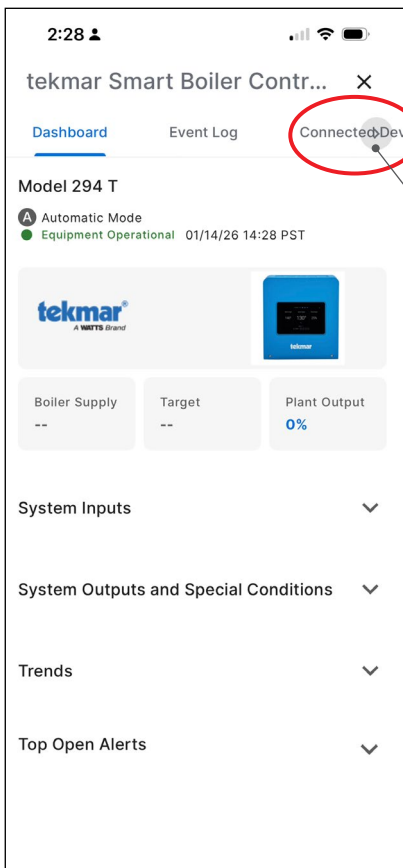 2:28
tekmar Smart Boiler Contr...
Dashboard Event Log Connected Dev
Model 294 T
A Automatic Mode
Equipment Operational 01/14/26 14:28 PST
tekmar®
A WATTS Brand
tekmar
Boiler Supply Target Plant Output
-- -- 0%
System Inputs
System Outputs and Special Conditions
Trends
Top Open Alerts